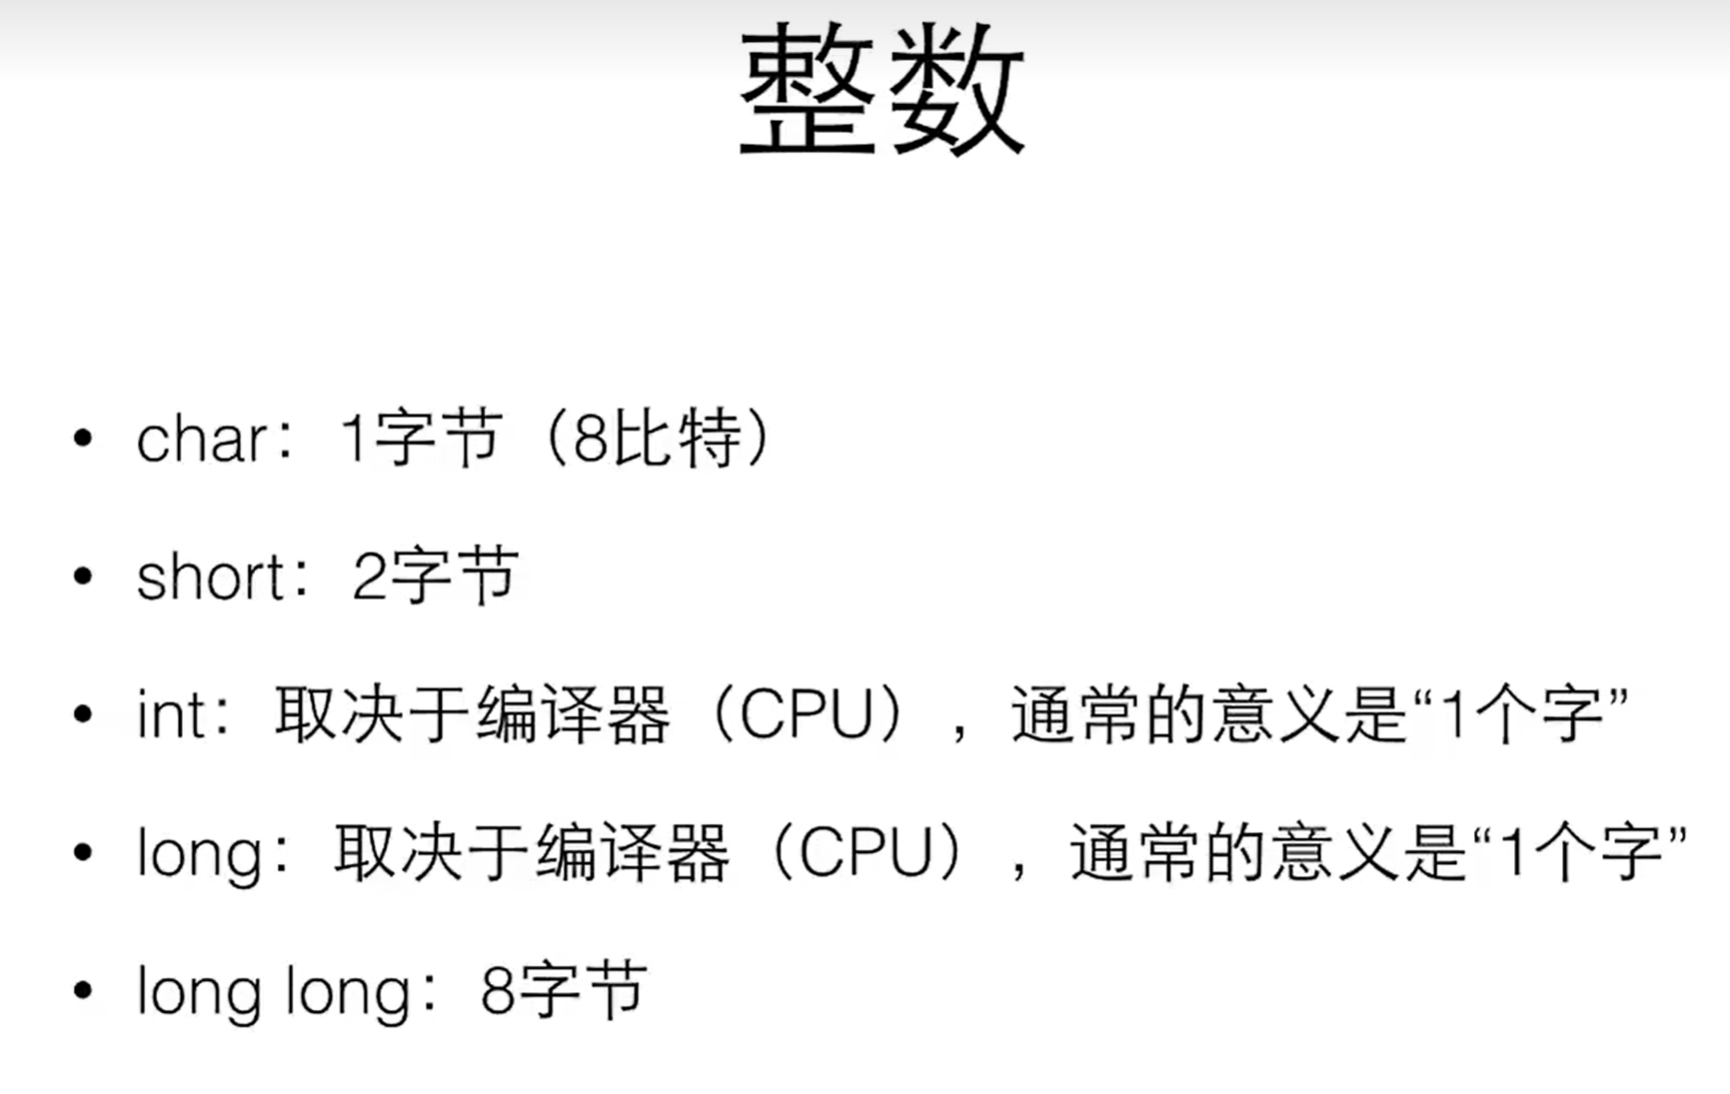 整数
• char：1字节（8比特）
• short：2字节
• int：取决于编译器（CPU），通常的意义是“1个字”
• long：取决于编译器（CPU），通常的意义是“1个字”
• long long：8字节